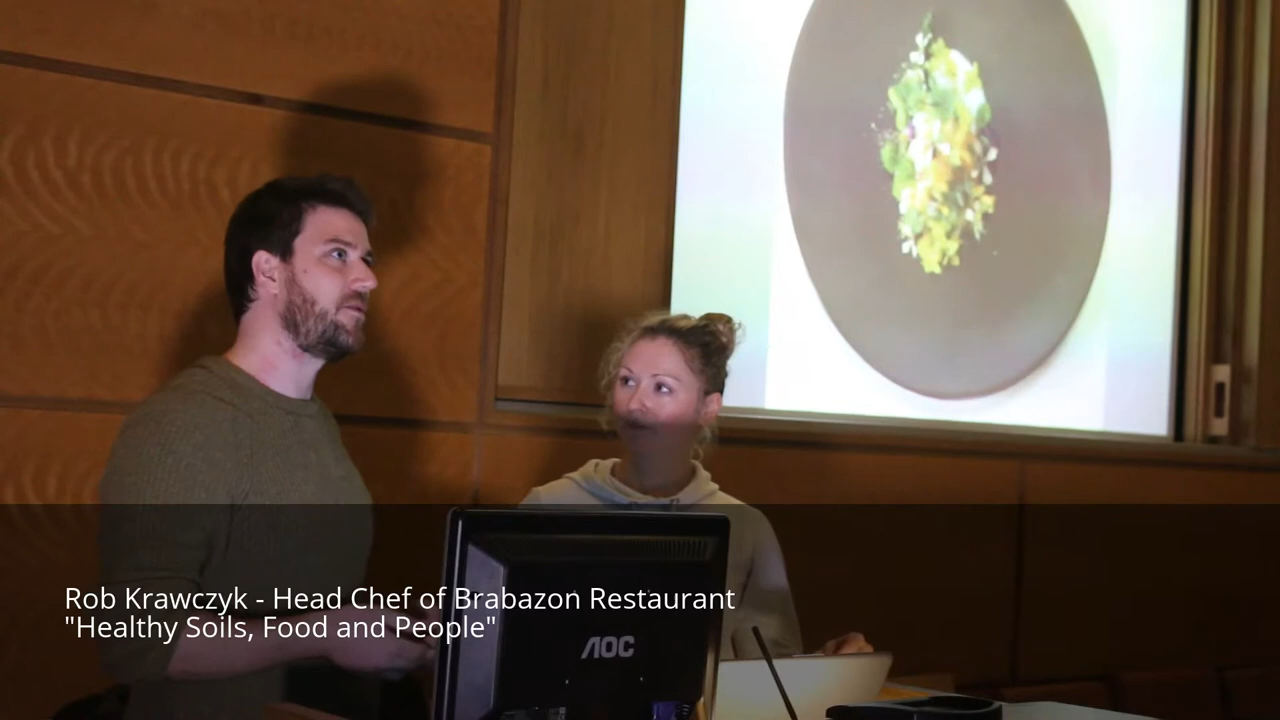 Rob Krawczyk - Head Chef of Brabazon Restaurant
"Healthy Soils, Food and People"
AOC